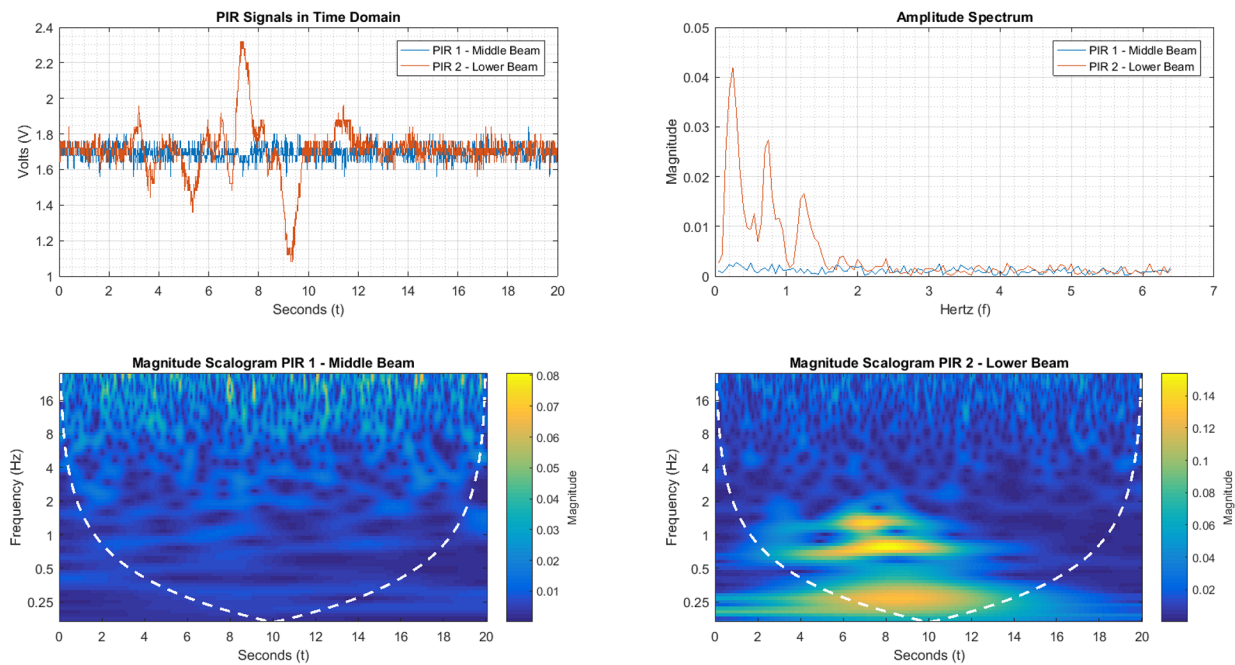 PIR Signals in Time Domain
2.4
2.2
2
1.8
1.6
1.4
1.2
1
Volts (V)
PIR 1 - Middle Beam
PIR 2 - Lower Beam
0 2 4 6 8 10 12 14 16 18 20
Seconds (t)
Amplitude Spectrum
0.05
0.04
0.03
0.02
0.01
0
Magnitude
PIR 1 - Middle Beam
PIR 2 - Lower Beam
0 1 2 3 4 5 6 7
Hertz (f)
Magnitude Scalogram PIR 1 - Middle Beam
16
8
4
2
1
0.5
0.25
Frequency (Hz)
0 2 4 6 8 10 12 14 16 18 20
Seconds (t)
0.08
0.07
0.06
0.05
0.04
0.03
0.02
0.01
Magnitude
Magnitude Scalogram PIR 2 - Lower Beam
16
8
4
2
1
0.5
0.25
Frequency (Hz)
0 2 4 6 8 10 12 14 16 18 20
Seconds (t)
0.14
0.12
0.10
0.08
0.06
0.04
0.02
Magnitude